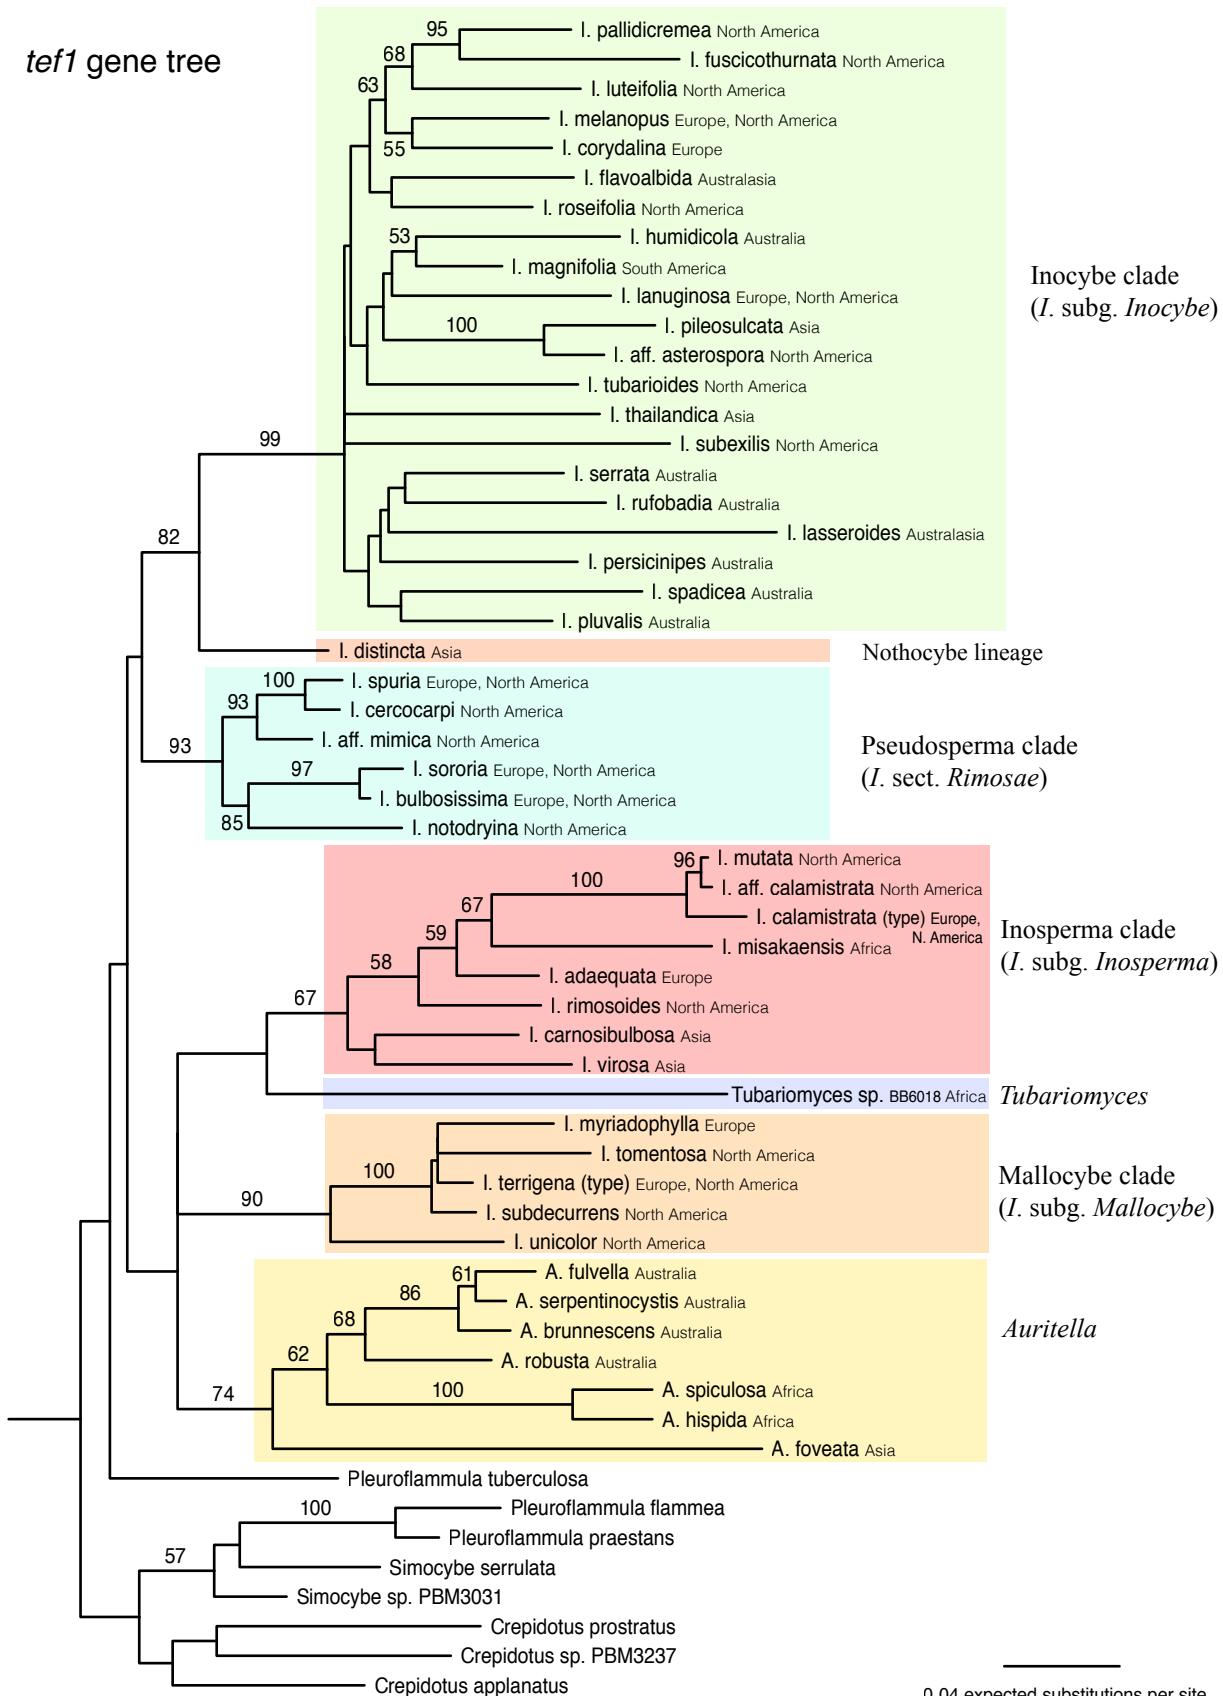 tef1 gene tree
95
I. pallidicremea North America
68
I. fuscicothurnata North America
63
I. luteifolia North America
I. melanopus Europe, North America
55
I. corydalina Europe
I. flavoalbida Australasia
I. roseifolia North America
53
I. humidicola Australia
I. magnifolia South America
Inocybe clade
(I. subg. Inocybe)
I. lanuginosa Europe, North America
100
I. pileosulcata Asia
I. aff. asterospora North America
I. tubarioides North America
I. thailandica Asia
99
I. subexilis North America
I. serrata Australia
I. rufobadia Australia
82
I. lasseroides Australasia
I. persicinipes Australia
I. spadicea Australia
I. pluvalis Australia
I. distincta Asia
Nothocybe lineage
100
I. spuria Europe, North America
93
I. cercocarpi North America
93
I. aff. mimica North America
Pseudosperma clade
(I. sect. Rimosae)
97
I. sororia Europe, North America
I. bulbosissima Europe, North America
85
I. notodryina North America
96
I. mutata North America
100
I. aff. calamistrata North America
67
I. calamistrata (type) Europe,
N. America
59
I. misakaensis Africa
Inosperma clade
(I. subg. Inosperma)
58
I. adaequata Europe
67
I. rimosoides North America
I. carnosibulbosa Asia
I. virosa Asia
Tubariomyces sp. BB6018 Africa
Tubariomyces
I. myriadophylla Europe
I. tomentosa North America
100
I. terrigena (type) Europe, North America
Mallocybe clade
(I. subg. Mallocybe)
90
I. subdecurrens North America
I. unicolor North America
61
A. fulvella Australia
86
A. serpentinocystis Australia
68
A. brunnescens Australia
Auritella
62
A. robusta Australia
100
A. spiculosa Africa
74
A. hispida Africa
A. foveata Asia
Pleuroflammula tuberculosa
100
Pleuroflammula flammea
Pleuroflammula praestans
57
Simocybe serrulata
Simocybe sp. PBM3031
Crepidotus prostratus
Crepidotus sp. PBM3237
Crepidotus applanatus
0.04 expected substitutions per site